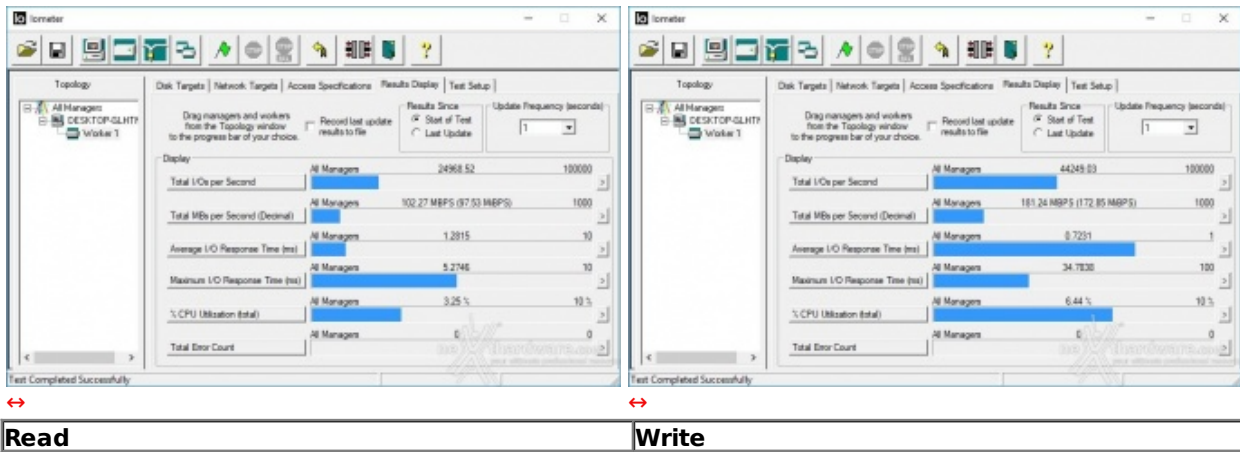 Iometer
Topology
All Managers
DESKTOP-GLHTP
Worker 1
Disk Targets | Network Targets | Access Specifications | Results Display | Test Setup |
Drag managers and workers
from the Topology window
to the progress bar of your choice.
Record last update
results to file
Results Since
Start of Test
Last Update
Update Frequency (seconds)
1
Display
All Managers 24968.52 100000
Total I/Os per Second
All Managers 102.27 MBPS (97.53 MiBPS) 1000
Total MBs per Second (Decimal)
All Managers 1.2815 10
Average I/O Response Time (ms)
All Managers 5.2746 10
Maximum I/O Response Time (ms)
All Managers 3.25 % 10 %
% CPU Utilization (total)
All Managers 0 0
Total Error Count
Test Completed Successfully
Iometer
Topology
All Managers
DESKTOP-GLHTP
Worker 1
Disk Targets | Network Targets | Access Specifications | Results Display | Test Setup |
Drag managers and workers
from the Topology window
to the progress bar of your choice.
Record last update
results to file
Results Since
Start of Test
Last Update
Update Frequency (seconds)
1
Display
All Managers 44249.03 100000
Total I/Os per Second
All Managers 181.24 MBPS (172.85 MiBPS) 1000
Total MBs per Second (Decimal)
All Managers 0.7231 1
Average I/O Response Time (ms)
All Managers 34.7838 100
Maximum I/O Response Time (ms)
All Managers 6.44 % 10 %
% CPU Utilization (total)
All Managers 0 0
Total Error Count
Test Completed Successfully
Read Write